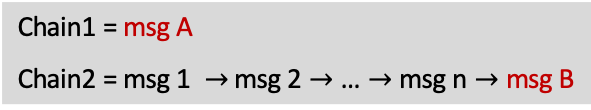 Chain1 = msg A
Chain2 = msg 1 → msg 2 → ... → msg n → msg B